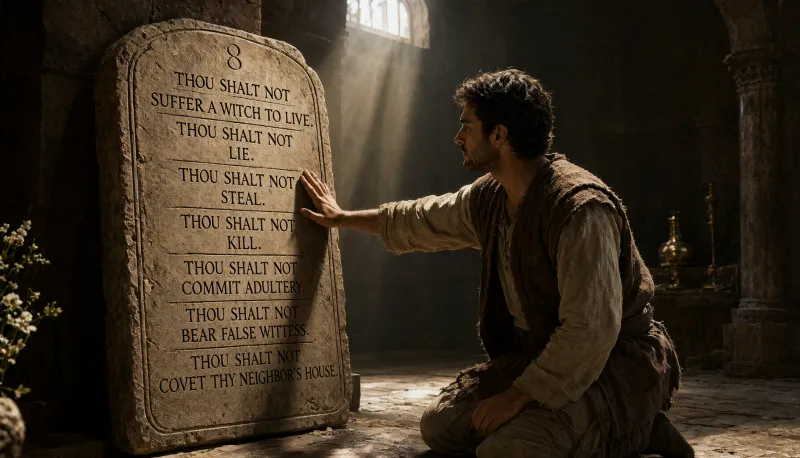 8
THOU SHALT NOT
SUFFER A WITCH TO LIVE.
THOU SHALT NOT
LIE.
THOU SHALT NOT
STEAL.
THOU SHALT NOT
KILL.
THOU SHALT NOT
COMMIT ADULTERY.
THOU SHALT NOT
BEAR FALSE WITTESS.
THOU SHALT NOT
COVET THY NEIGHBOR'S HOUSE.